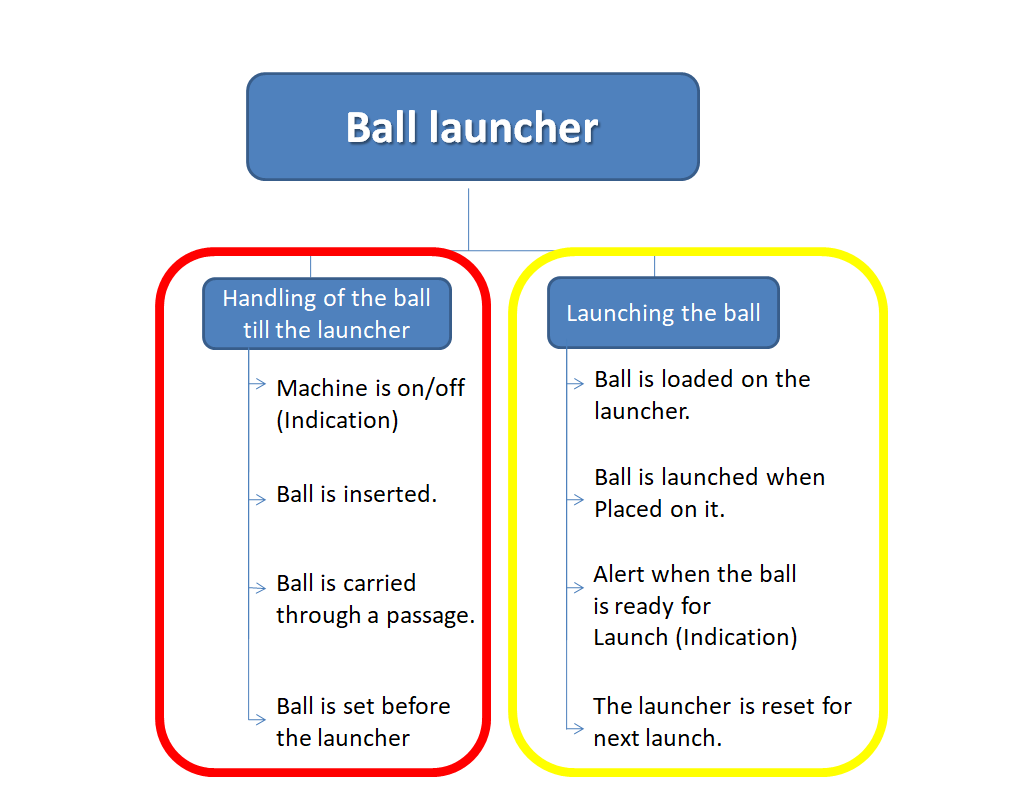 Ball launcher
Handling of the ball
till the launcher
Machine is on/off
(Indication)
Ball is inserted.
Ball is carried
through a passage.
Ball is set before
the launcher
Launching the ball
Ball is loaded on the
launcher.
Ball is launched when
Placed on it.
Alert when the ball
is ready for
Launch (Indication)
The launcher is reset for
next launch.